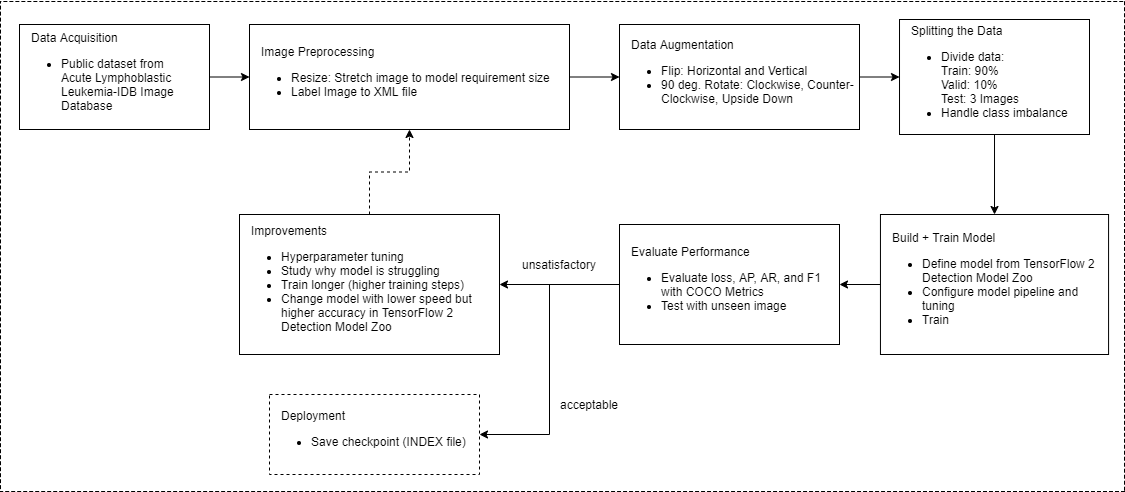 Data Acquisition
• Public dataset from
Acute Lymphoblastic
Leukemia-IDB Image
Database
Image Preprocessing
• Resize: Stretch image to model requirement size
• Label Image to XML file
Data Augmentation
• Flip: Horizontal and Vertical
• 90 deg. Rotate: Clockwise, Counter-
Clockwise, Upside Down
Splitting the Data
• Divide data:
Train: 90%
Valid: 10%
Test: 3 Images
• Handle class imbalance
Build + Train Model
• Define model from TensorFlow 2
Detection Model Zoo
• Configure model pipeline and
tuning
• Train
Evaluate Performance
• Evaluate loss, AP, AR, and F1
with COCO Metrics
• Test with unseen image
unsatisfactory
Improvements
• Hyperparameter tuning
• Study why model is struggling
• Train longer (higher training steps)
• Change model with lower speed but
higher accuracy in TensorFlow 2
Detection Model Zoo
acceptable
Deployment
• Save checkpoint (INDEX file)